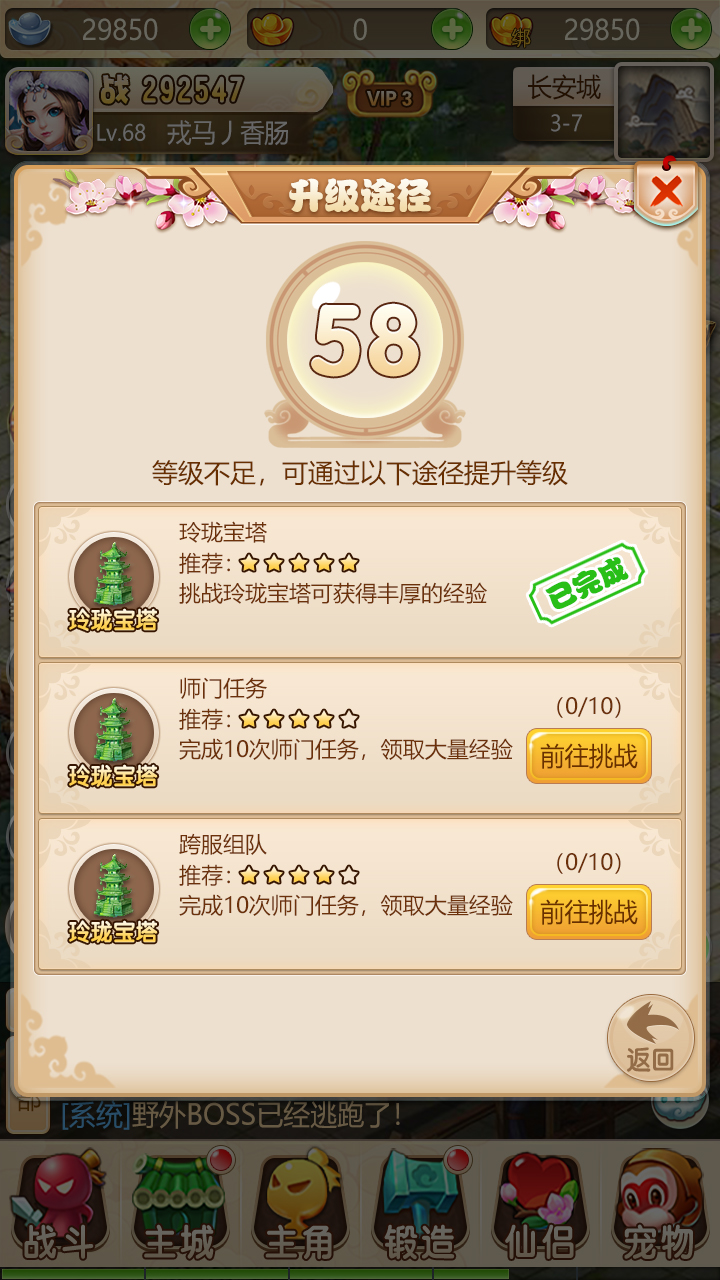 29850
0
绑
29850
战 292547
VIP 3
长安城
Lv.68 戎马丿香肠
3-7
升级途径
58
等级不足，可通过以下途径提升等级
玲珑宝塔
推荐:
挑战玲珑宝塔可获得丰厚的经验
玲珑宝塔
已完成
师门任务
推荐:
完成10次师门任务，领取大量经验
玲珑宝塔
(0/10)
前往挑战
跨服组队
推荐:
完成10次师门任务，领取大量经验
玲珑宝塔
(0/10)
前往挑战
返回
部
[系统]野外BOSS已经逃跑了!
战斗
主城
主角
锻造
仙侣
宠物